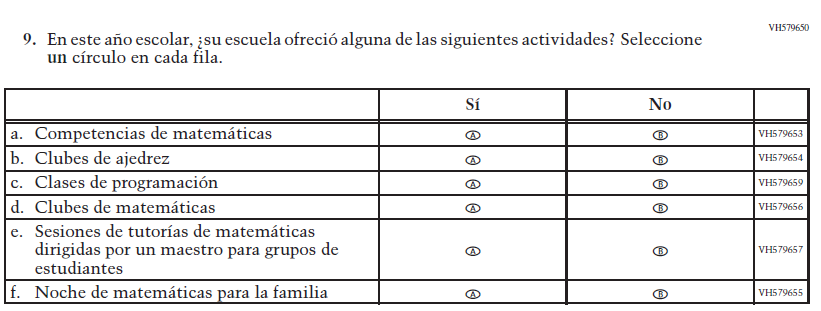 VH579650
9. En este año escolar, ¿su escuela ofreció alguna de las siguientes actividades? Seleccione
un círculo en cada fila.
Sí No
a. Competencias de matemáticas A B VH579653
b. Clubes de ajedrez A B VH579654
c. Clases de programación A B VH579659
d. Clubes de matemáticas A B VH579656
e. Sesiones de tutorías de matemáticas
dirigidas por un maestro para grupos de A B VH579657
estudiantes
f. Noche de matemáticas para la familia A B VH579655